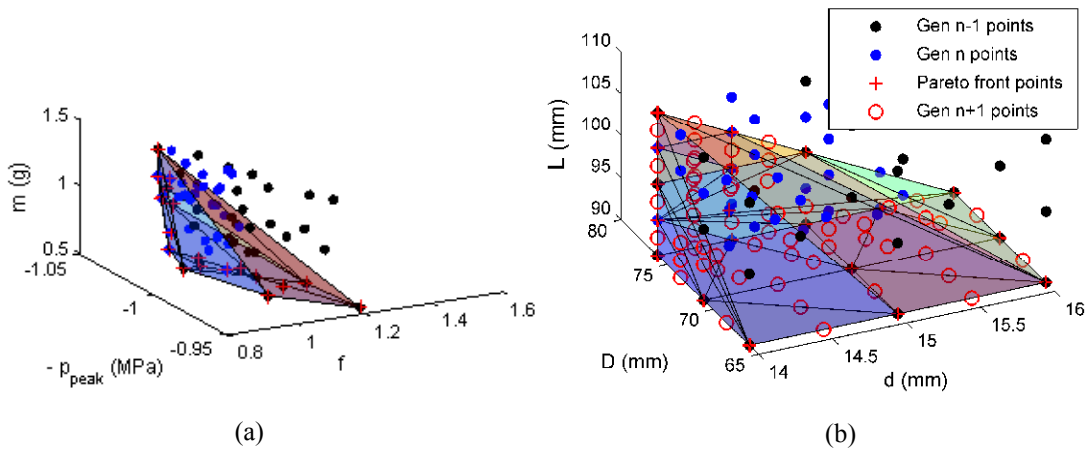 1.5
1
0.5
m (g)
-1.05
-1
-0.95
- p_peak (MPa)
0.8
1
1.2
1.4
1.6
f
(a)
Gen n-1 points
Gen n points
Pareto front points
Gen n+1 points
110
105
100
95
90
L (mm)
80
75
70
65
D (mm)
14
14.5
15
15.5
16
d (mm)
(b)